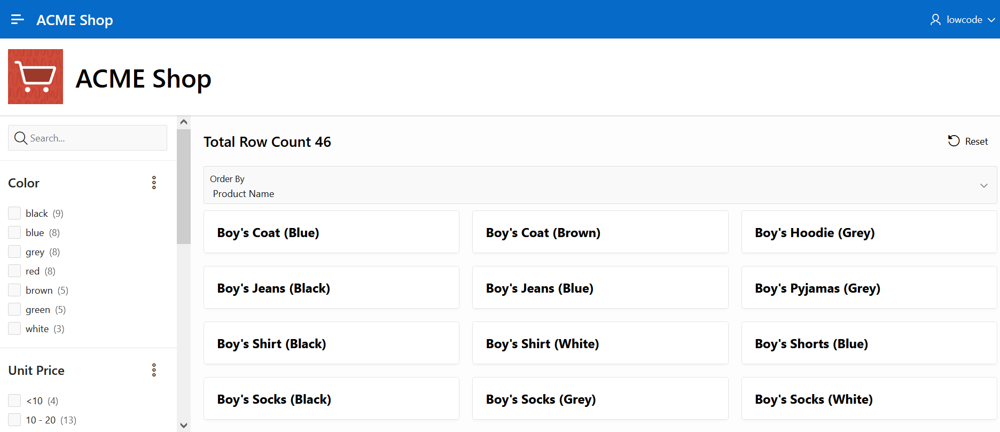 ACME Shop
lowcode
ACME Shop
Search...
Color
black (9)
blue (8)
grey (8)
red (8)
brown (5)
green (5)
white (3)
Unit Price
<10 (4)
10 - 20 (13)
Total Row Count 46
Reset
Order By
Product Name
Boy's Coat (Blue)
Boy's Coat (Brown)
Boy's Hoodie (Grey)
Boy's Jeans (Black)
Boy's Jeans (Blue)
Boy's Pyjamas (Grey)
Boy's Shirt (Black)
Boy's Shirt (White)
Boy's Shorts (Blue)
Boy's Socks (Black)
Boy's Socks (Grey)
Boy's Socks (White)